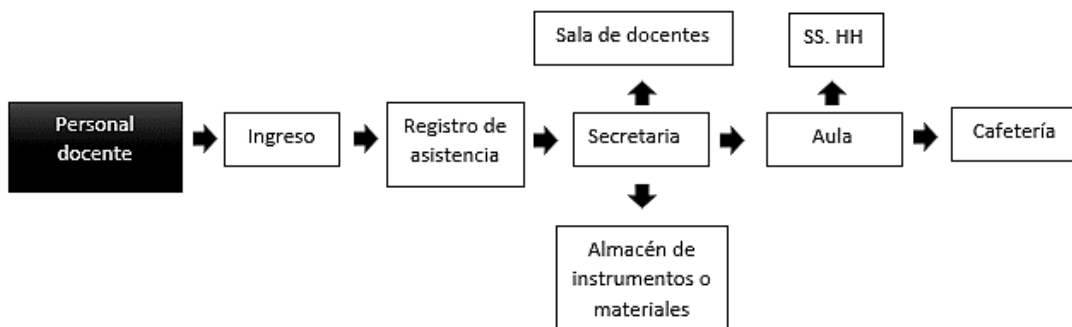 Sala de docentes
SS. HH
Personal
docente
Ingreso
Registro de
asistencia
Secretaria
Aula
Cafetería
Almacén de
instrumentos o
materiales